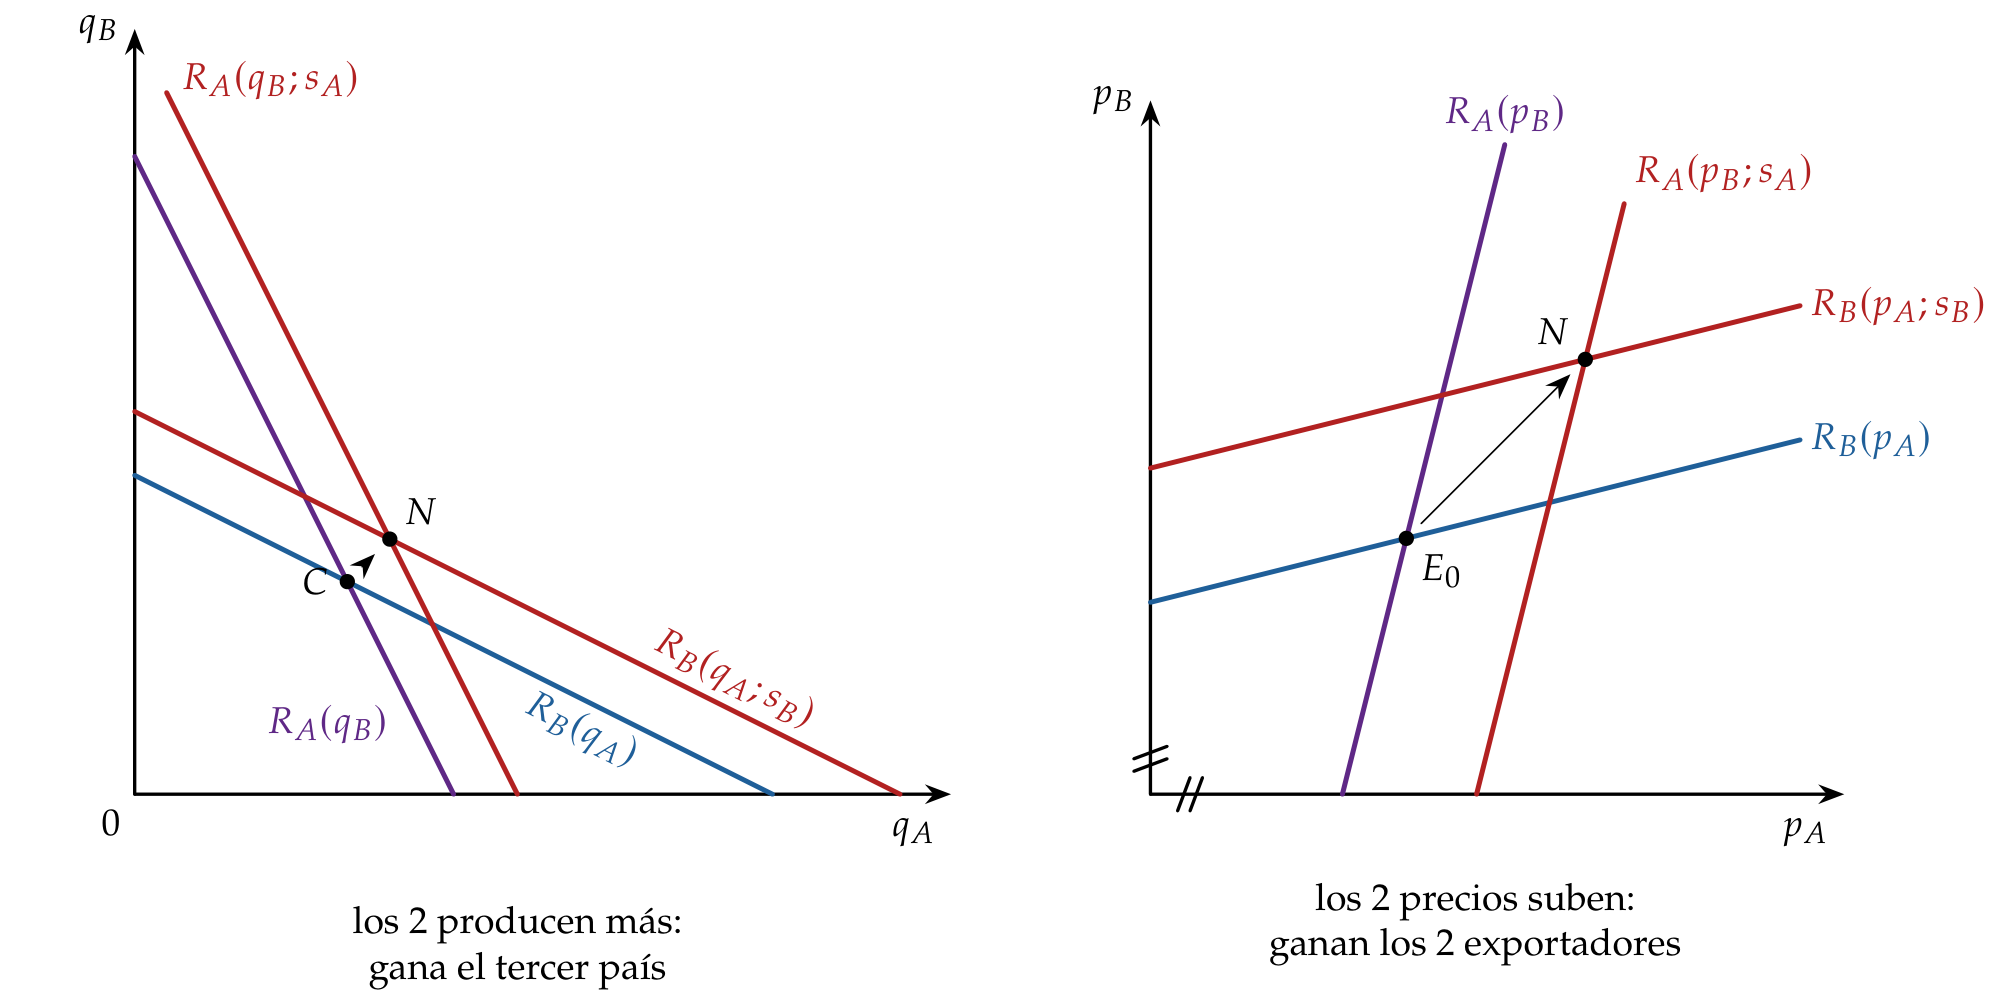 q_B
R_A(q_B; s_A)
N
C
R_B(q_A; s_B)
R_B(q_A)
R_A(q_B)
0
q_A
los 2 producen más:
gana el tercer país
p_B
R_A(p_B)
R_A(p_B; s_A)
R_B(p_A; s_B)
N
R_B(p_A)
E_0
p_A
los 2 precios suben:
ganan los 2 exportadores